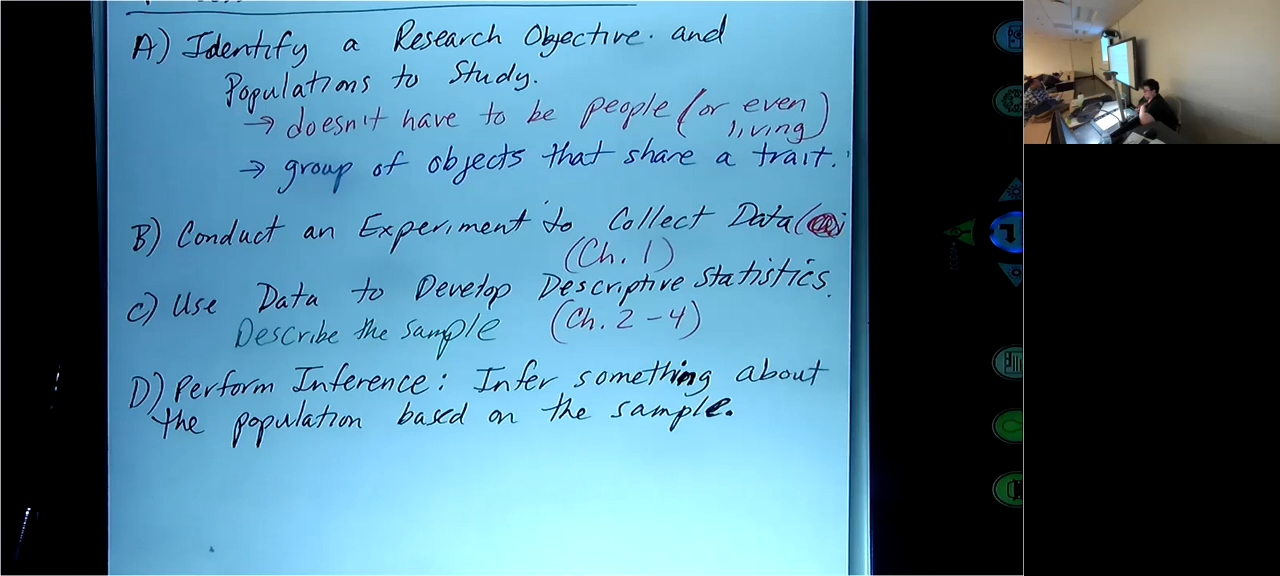 A) Identify a Research Objective and
Populations to Study.
→ doesn't have to be people (or even
living)
→ group of objects that share a trait.
B) Conduct an Experiment to Collect Data
(Ch. 1)
C) Use Data to Develop Descriptive Statistics.
Describe the sample (Ch. 2-4)
D) Perform Inference: Infer something about
the population based on the sample.